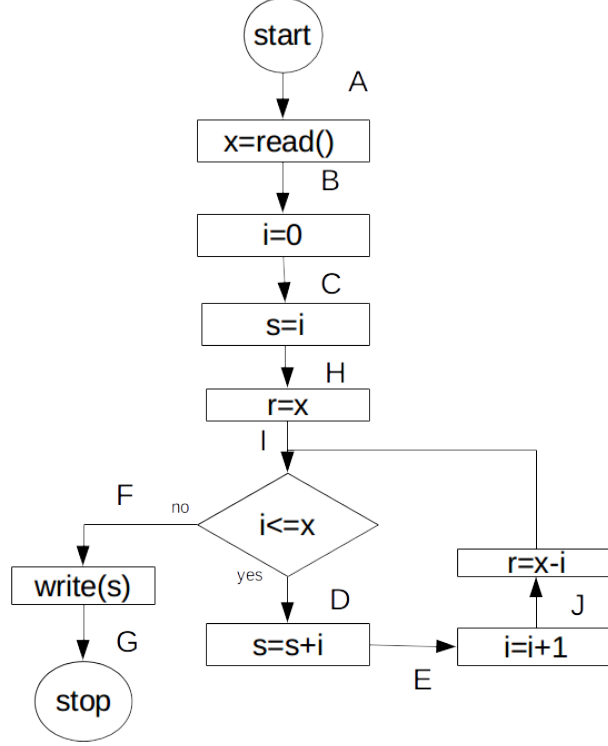 start
A
x=read()
B
i=0
C
s=i
H
r=x
I
F
no
i<=x
yes
write(s)
D
r=x-i
J
G
s=s+i
E
i=i+1
stop